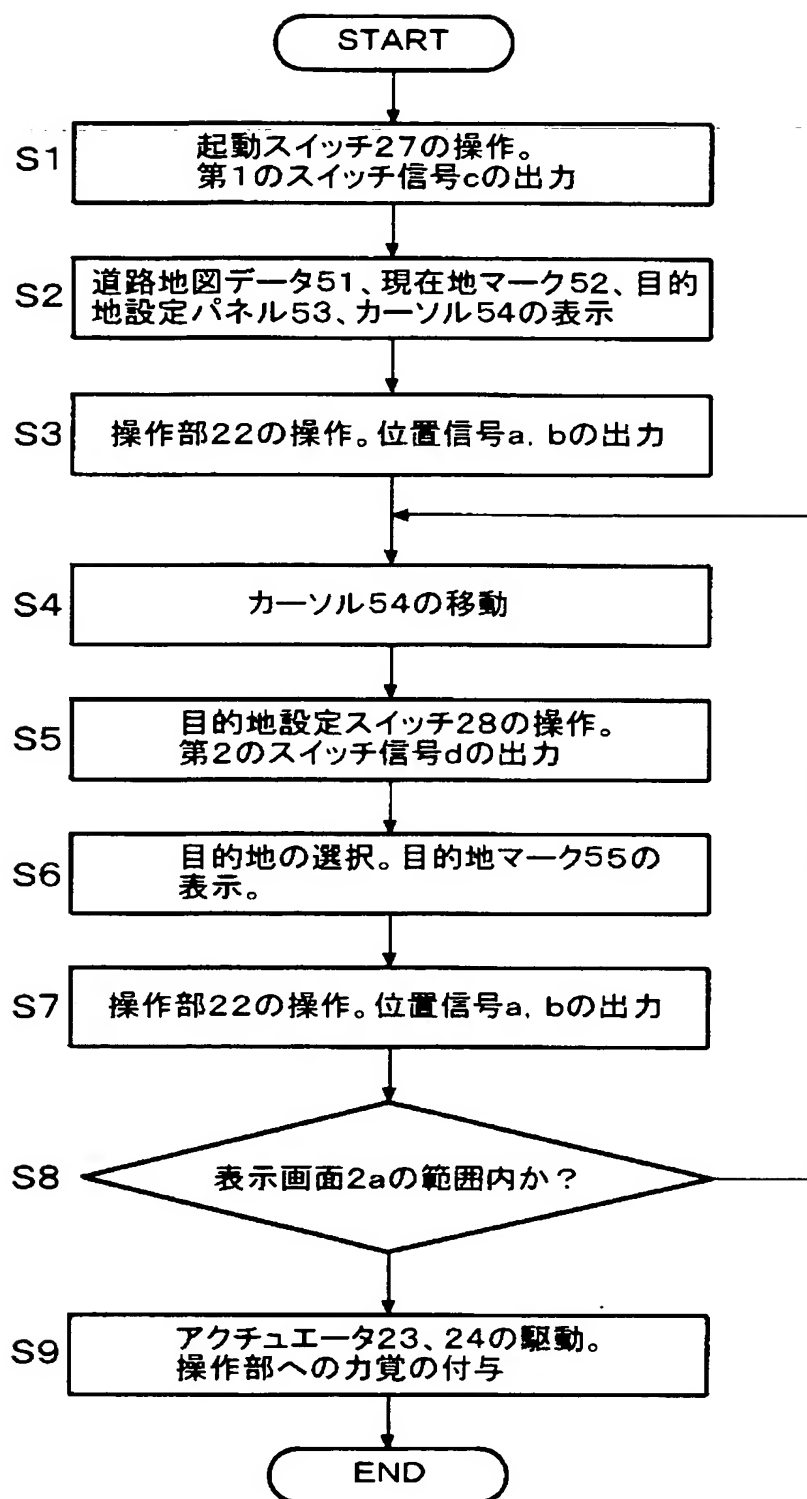 START
S1
起動スイッチ27の操作。
第1のスイッチ信号cの出力
S2
道路地図データ51、現在地マーク52、目的
地設定パネル53、カーソル54の表示
S3
操作部22の操作。位置信号a, bの出力
S4
カーソル54の移動
S5
目的地設定スイッチ28の操作。
第2のスイッチ信号dの出力
S6
目的地の選択。目的地マーク55の
表示。
S7
操作部22の操作。位置信号a, bの出力
S8
表示画面2aの範囲内か？
S9
アクチュエータ23、24の駆動。
操作部への力覚の付与
END